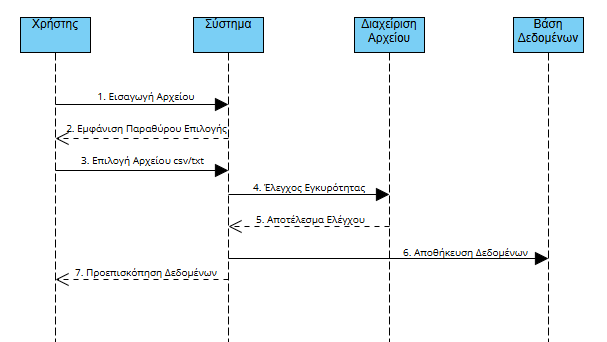 Χρήστης
Σύστημα
Διαχείριση
Αρχείου
Βάση
Δεδομένων
1. Εισαγωγή Αρχείου
2. Εμφάνιση Παραθύρου Επιλογής
3. Επιλογή Αρχείου csv/txt
4. Έλεγχος Εγκυρότητας
5. Αποτέλεσμα Ελέγχου
6. Αποθήκευση Δεδομένων
7. Προεπισκόπηση Δεδομένων